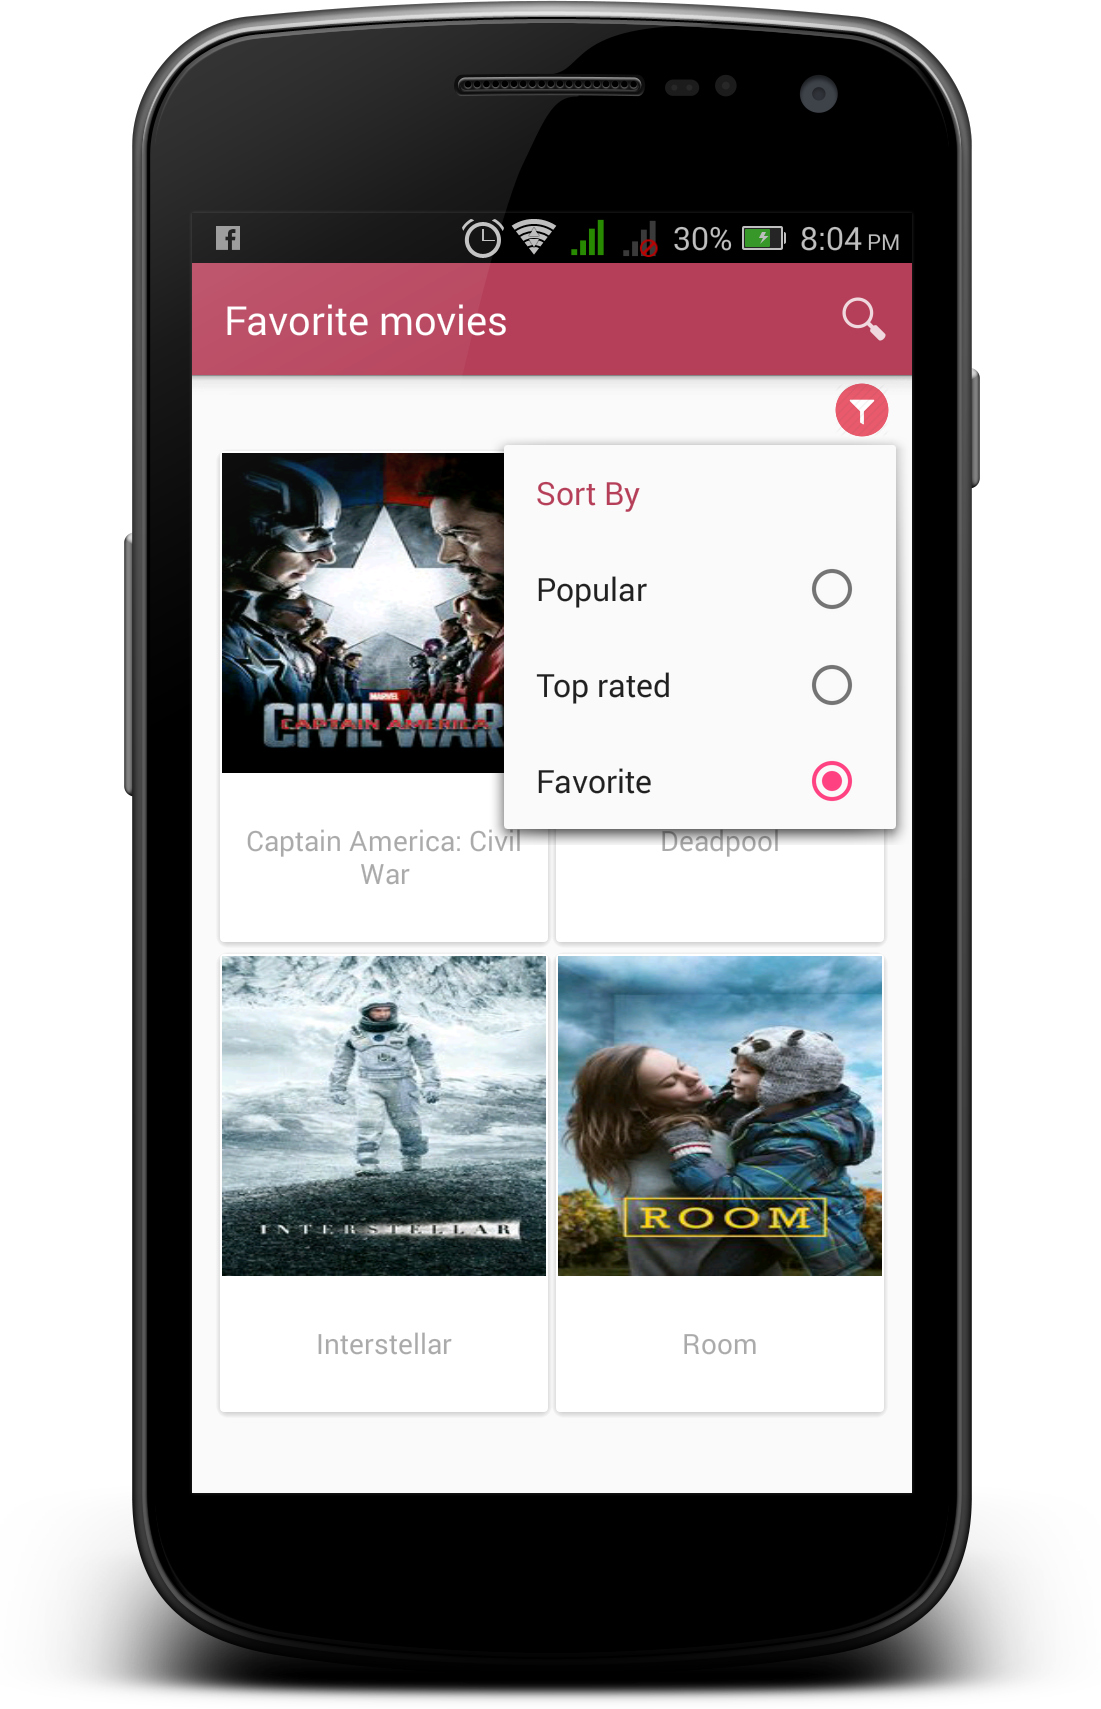 30% 8:04 PM
Favorite movies
Sort By
Popular
Top rated
Favorite
MARVEL
CIVIL WAR
CAPTAIN AMERICA
Captain America: Civil
War
Deadpool
INTERSTELLAR
ROOM
Interstellar
Room